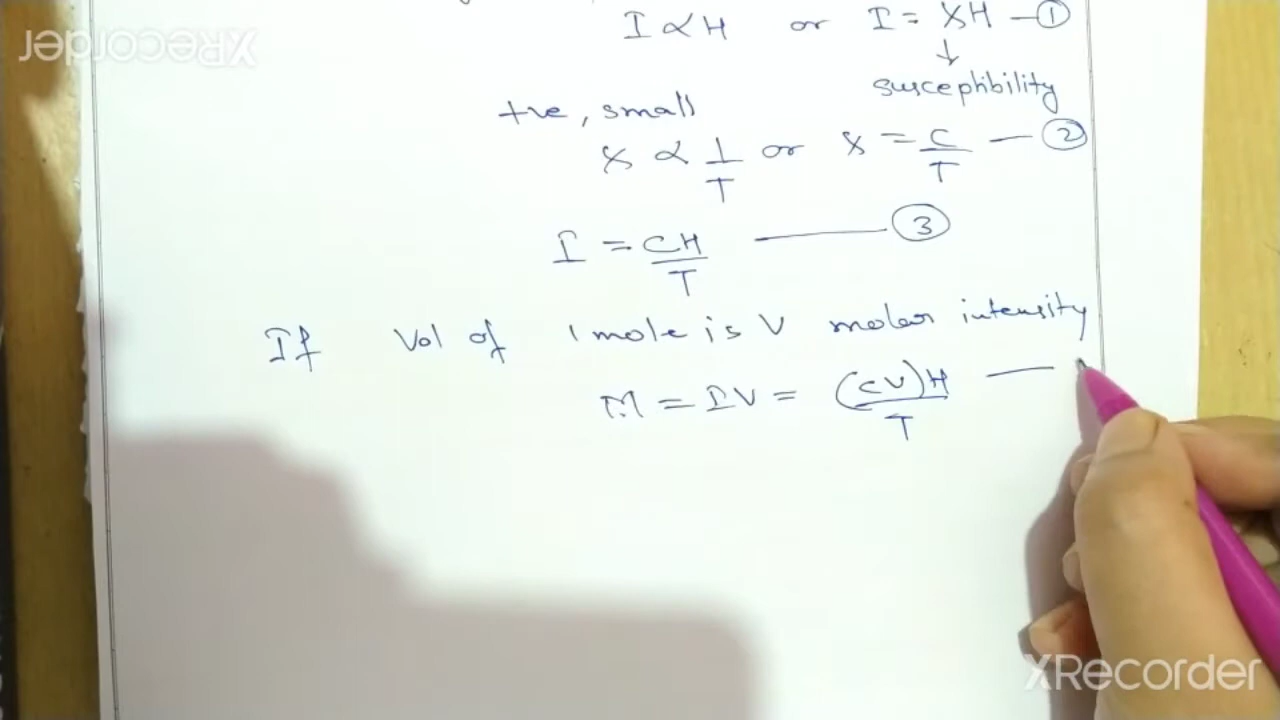 XRecorder
I ∝ H or I = χH —①
↓
susceptibility
+ve, small
χ ∝ 1/T or χ = C/T — ②
I = CH/T —— ③
If Vol of 1 mole is V molar intensity
M = IV = (CV)H/T —
XRecorder